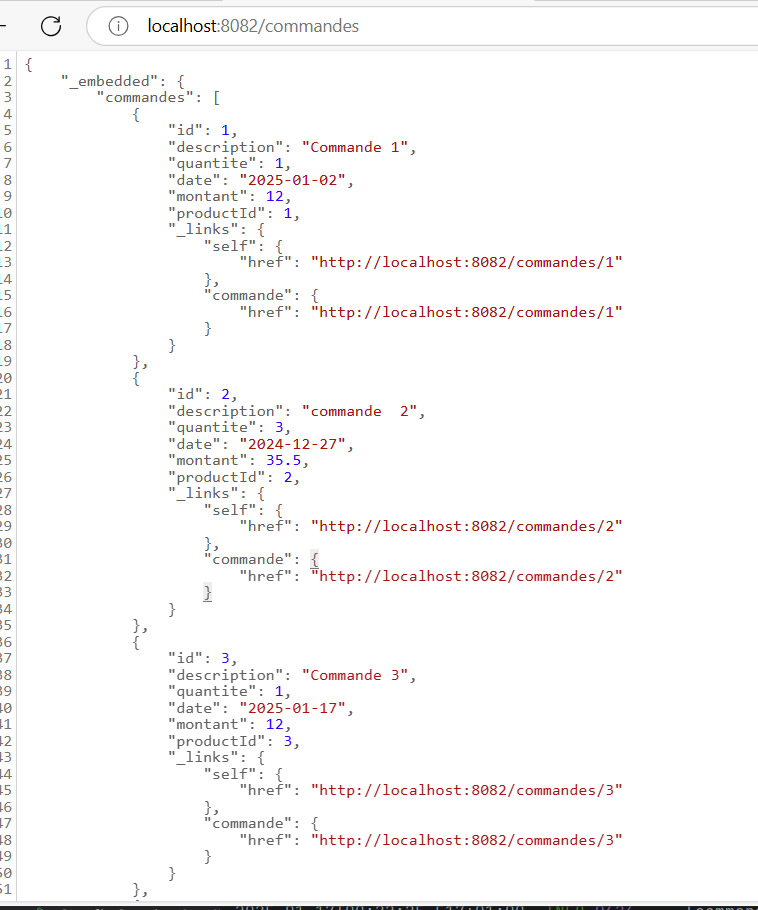 localhost:8082/commandes
1 {
2 "_embedded": {
3 "commandes": [
4 {
5 "id": 1,
6 "description": "Commande 1",
7 "quantite": 1,
8 "date": "2025-01-02",
9 "montant": 12,
10 "productId": 1,
11 "_links": {
12 "self": {
13 "href": "http://localhost:8082/commandes/1"
14 },
15 "commande": {
16 "href": "http://localhost:8082/commandes/1"
17 }
18 }
19 },
20 {
21 "id": 2,
22 "description": "commande  2",
23 "quantite": 3,
24 "date": "2024-12-27",
25 "montant": 35.5,
26 "productId": 2,
27 "_links": {
28 "self": {
29 "href": "http://localhost:8082/commandes/2"
30 },
31 "commande": {
32 "href": "http://localhost:8082/commandes/2"
33 }
34 }
35 },
36 {
37 "id": 3,
38 "description": "Commande 3",
39 "quantite": 1,
40 "date": "2025-01-17",
41 "montant": 12,
42 "productId": 3,
43 "_links": {
44 "self": {
45 "href": "http://localhost:8082/commandes/3"
46 },
47 "commande": {
48 "href": "http://localhost:8082/commandes/3"
49 }
50 }
51 },